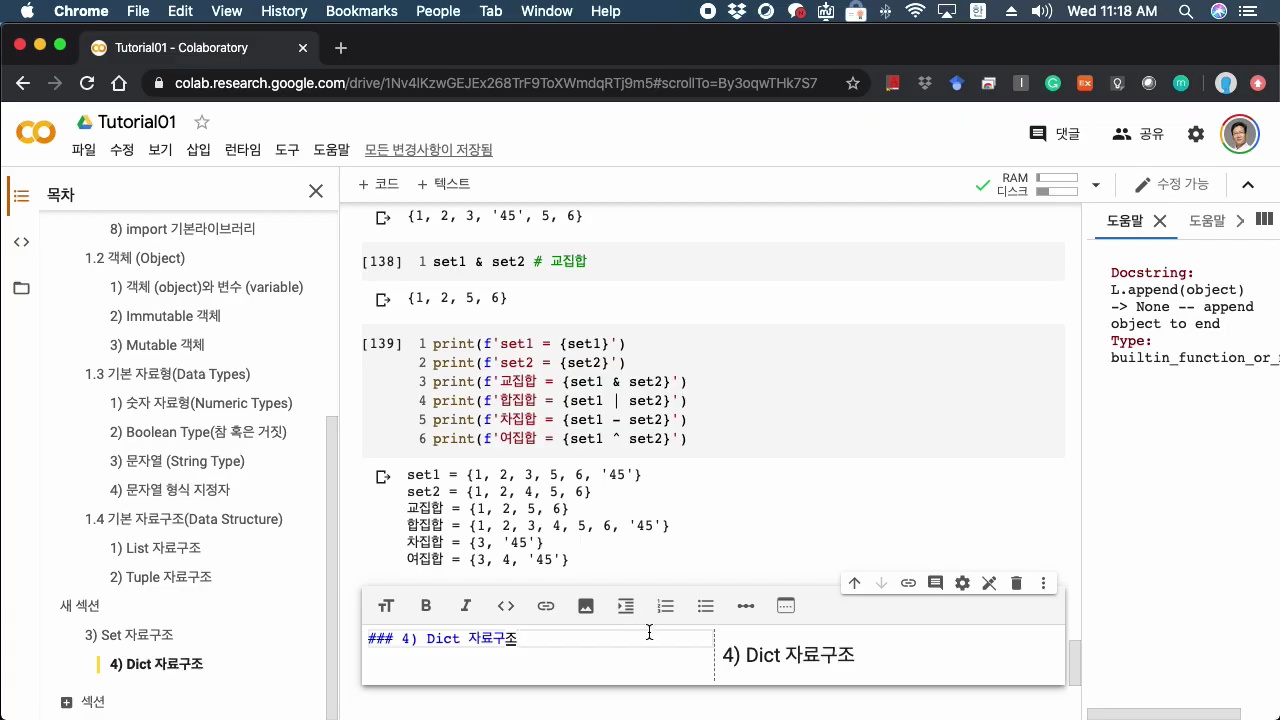 Chrome File Edit View History Bookmarks People Tab Window Help 한 Wed 11:18 AM
Tutorial01 - Colaboratory
colab.research.google.com/drive/1Nv4lKzwGEJEx268TrF9ToXWmdqRTj9m5#scrollTo=By3oqwTHk7S7
Tutorial01
댓글 공유
파일 수정 보기 삽입 런타임 도구 도움말 모든 변경사항이 저장됨
+ 코드 + 텍스트
RAM
디스크
수정 가능
목차
8) import 기본라이브러리
1.2 객체 (Object)
1) 객체 (object)와 변수 (variable)
2) Immutable 객체
3) Mutable 객체
1.3 기본 자료형(Data Types)
1) 숫자 자료형(Numeric Types)
2) Boolean Type(참 혹은 거짓)
3) 문자열 (String Type)
4) 문자열 형식 지정자
1.4 기본 자료구조(Data Structure)
1) List 자료구조
2) Tuple 자료구조
새 섹션
3) Set 자료구조
4) Dict 자료구조
섹션
{1, 2, 3, '45', 5, 6}
[138] 1 set1 & set2 # 교집합
{1, 2, 5, 6}
[139] 1 print(f'set1 = {set1}')
2 print(f'set2 = {set2}')
3 print(f'교집합 = {set1 & set2}')
4 print(f'합집합 = {set1 | set2}')
5 print(f'차집합 = {set1 - set2}')
6 print(f'여집합 = {set1 ^ set2}')
set1 = {1, 2, 3, 5, 6, '45'}
set2 = {1, 2, 4, 5, 6}
교집합 = {1, 2, 5, 6}
합집합 = {1, 2, 3, 4, 5, 6, '45'}
차집합 = {3, '45'}
여집합 = {3, 4, '45'}
### 4) Dict 자료구조
4) Dict 자료구조
도움말 도움말
Docstring:
L.append(object)
-> None -- append
object to end
Type:
builtin_function_or_